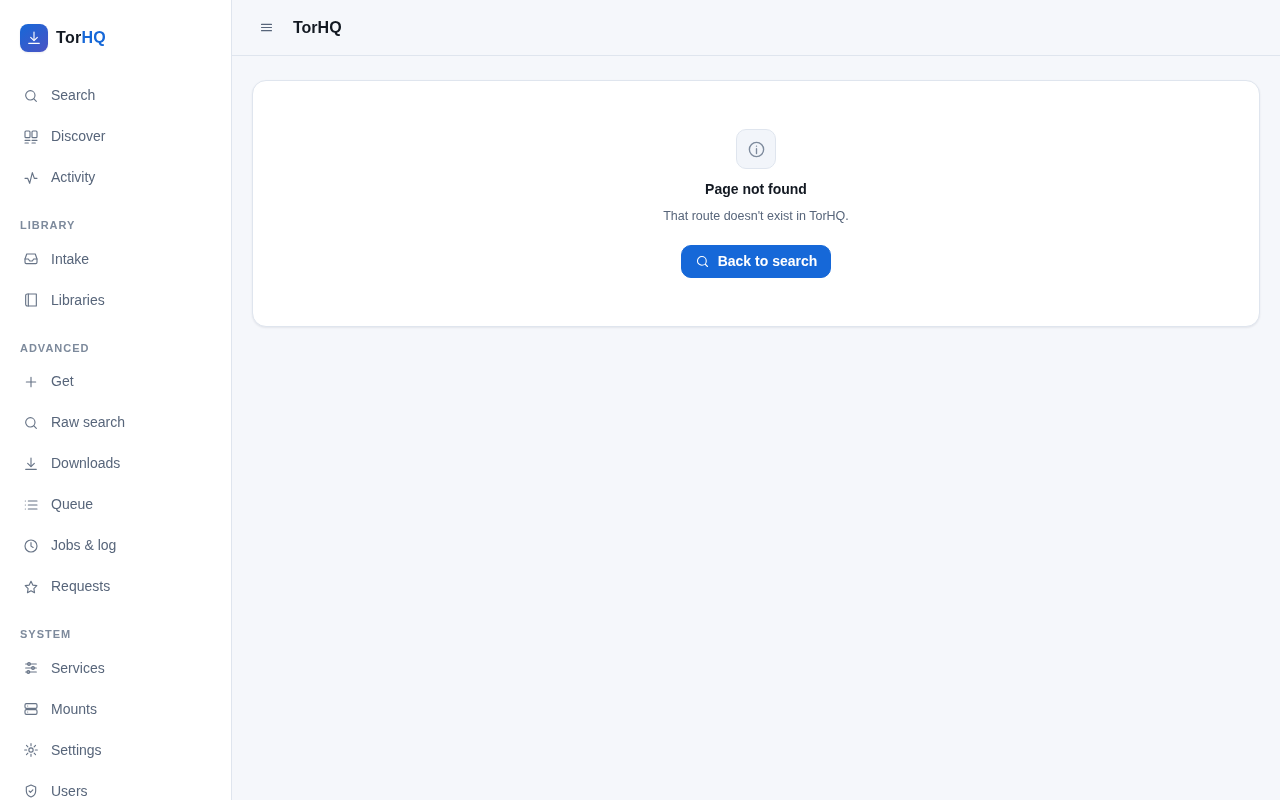 TorHQ
Search
Discover
Activity
LIBRARY
Intake
Libraries
ADVANCED
Get
Raw search
Downloads
Queue
Jobs & log
Requests
SYSTEM
Services
Mounts
Settings
Users
TorHQ
Page not found
That route doesn't exist in TorHQ.
Back to search